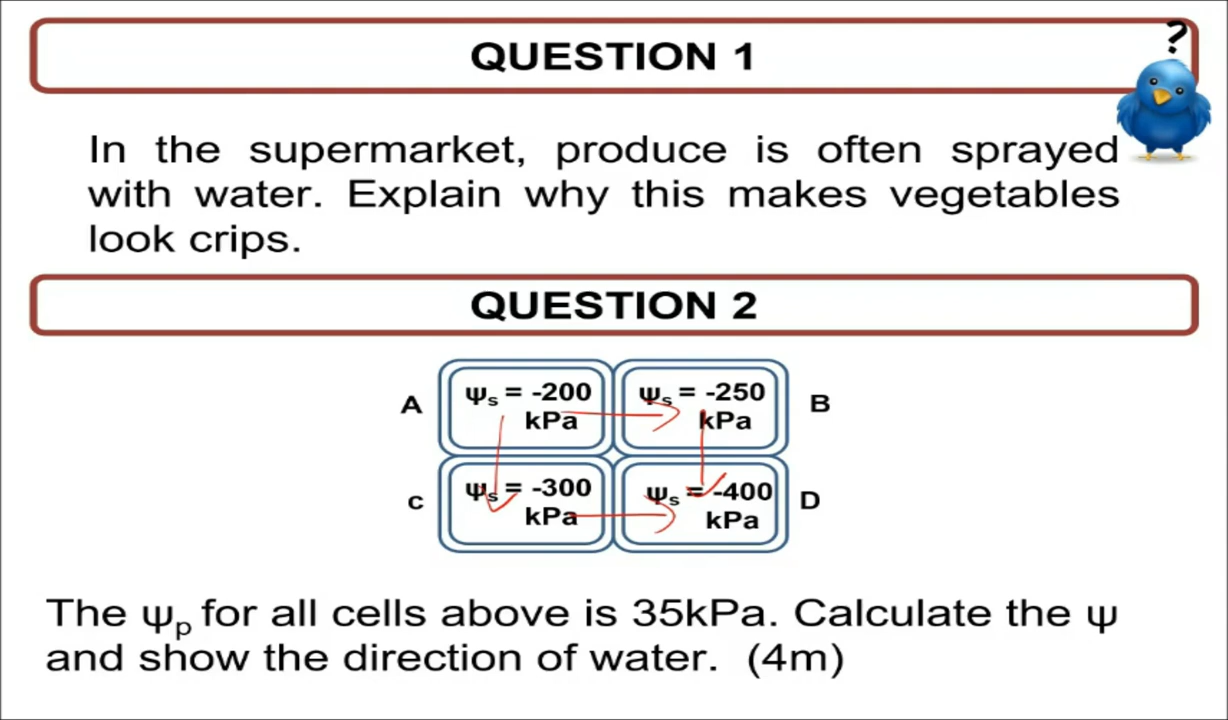 QUESTION 1
?
In the supermarket, produce is often sprayed
with water. Explain why this makes vegetables
look crips.
QUESTION 2
A
ψs = -200
kPa
ψs = -250
kPa
B
c
ψs = -300
kPa
ψs = -400
kPa
D
The ψp for all cells above is 35kPa. Calculate the ψ
and show the direction of water. (4m)